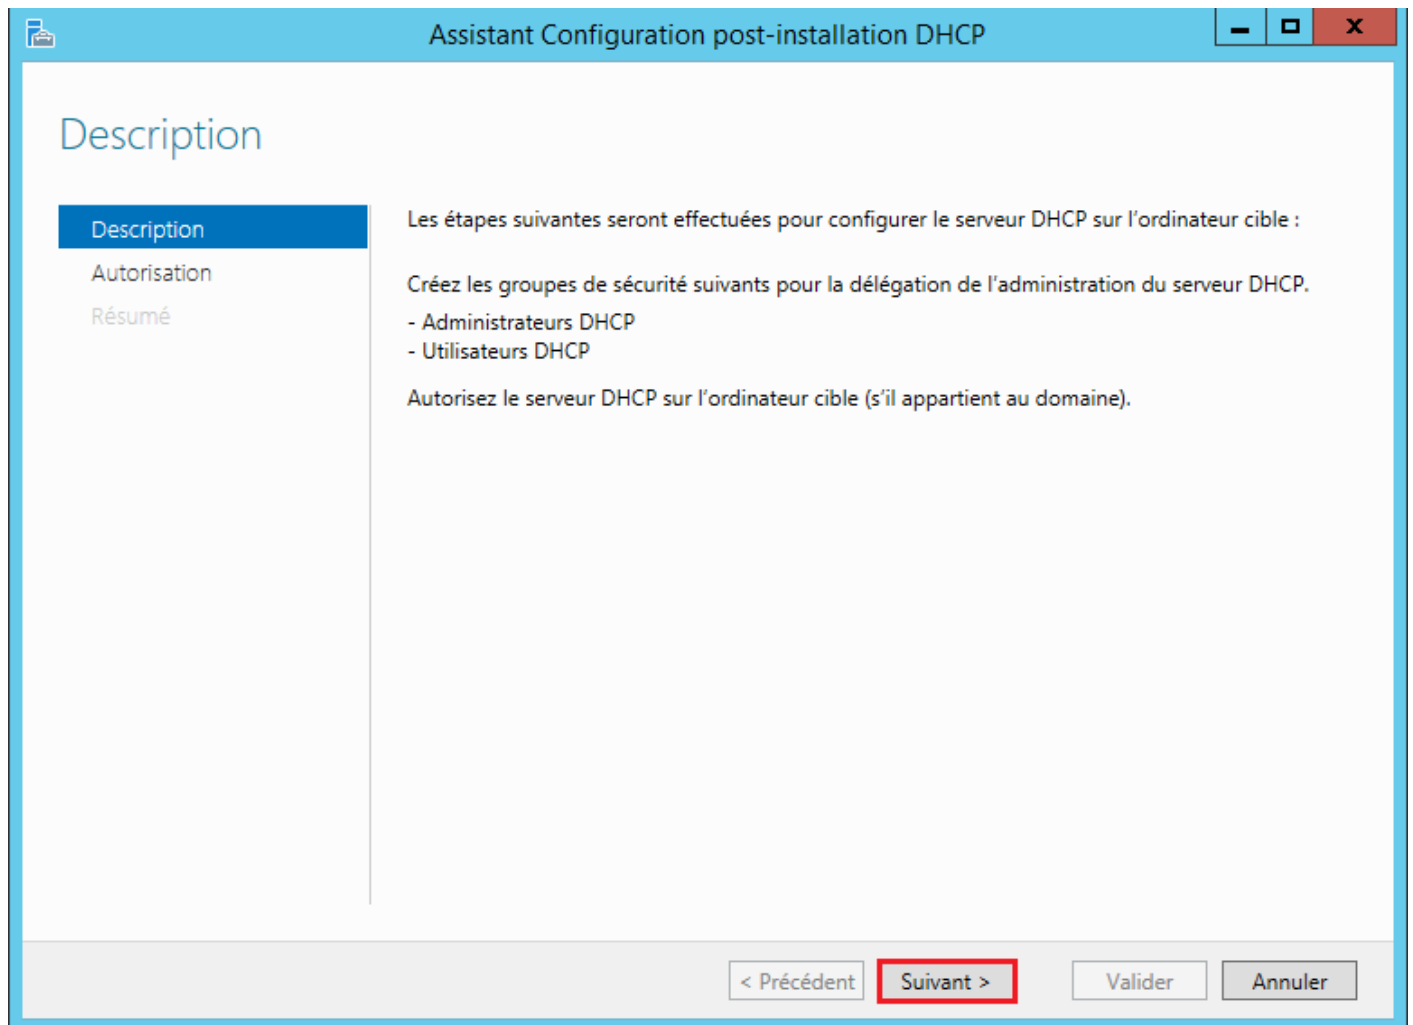 Assistant Configuration post-installation DHCP
Description
Description
Autorisation
Résumé
Les étapes suivantes seront effectuées pour configurer le serveur DHCP sur l'ordinateur cible :
Créez les groupes de sécurité suivants pour la délégation de l'administration du serveur DHCP.
- Administrateurs DHCP
- Utilisateurs DHCP
Autorisez le serveur DHCP sur l'ordinateur cible (s'il appartient au domaine).
< Précédent
Suivant >
Valider
Annuler